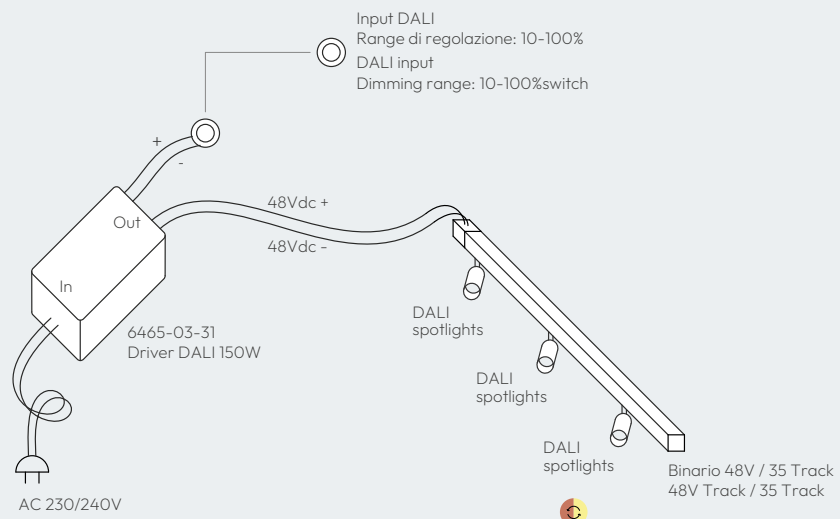 Input DALI
Range di regolazione: 10-100%
DALI input
Dimming range: 10-100%switch
+
-
Out
48Vdc +
48Vdc -
In
6465-03-31
Driver DALI 150W
DALI
spotlights
DALI
spotlights
DALI
spotlights
Binario 48V / 35 Track
48V Track / 35 Track
AC 230/240V